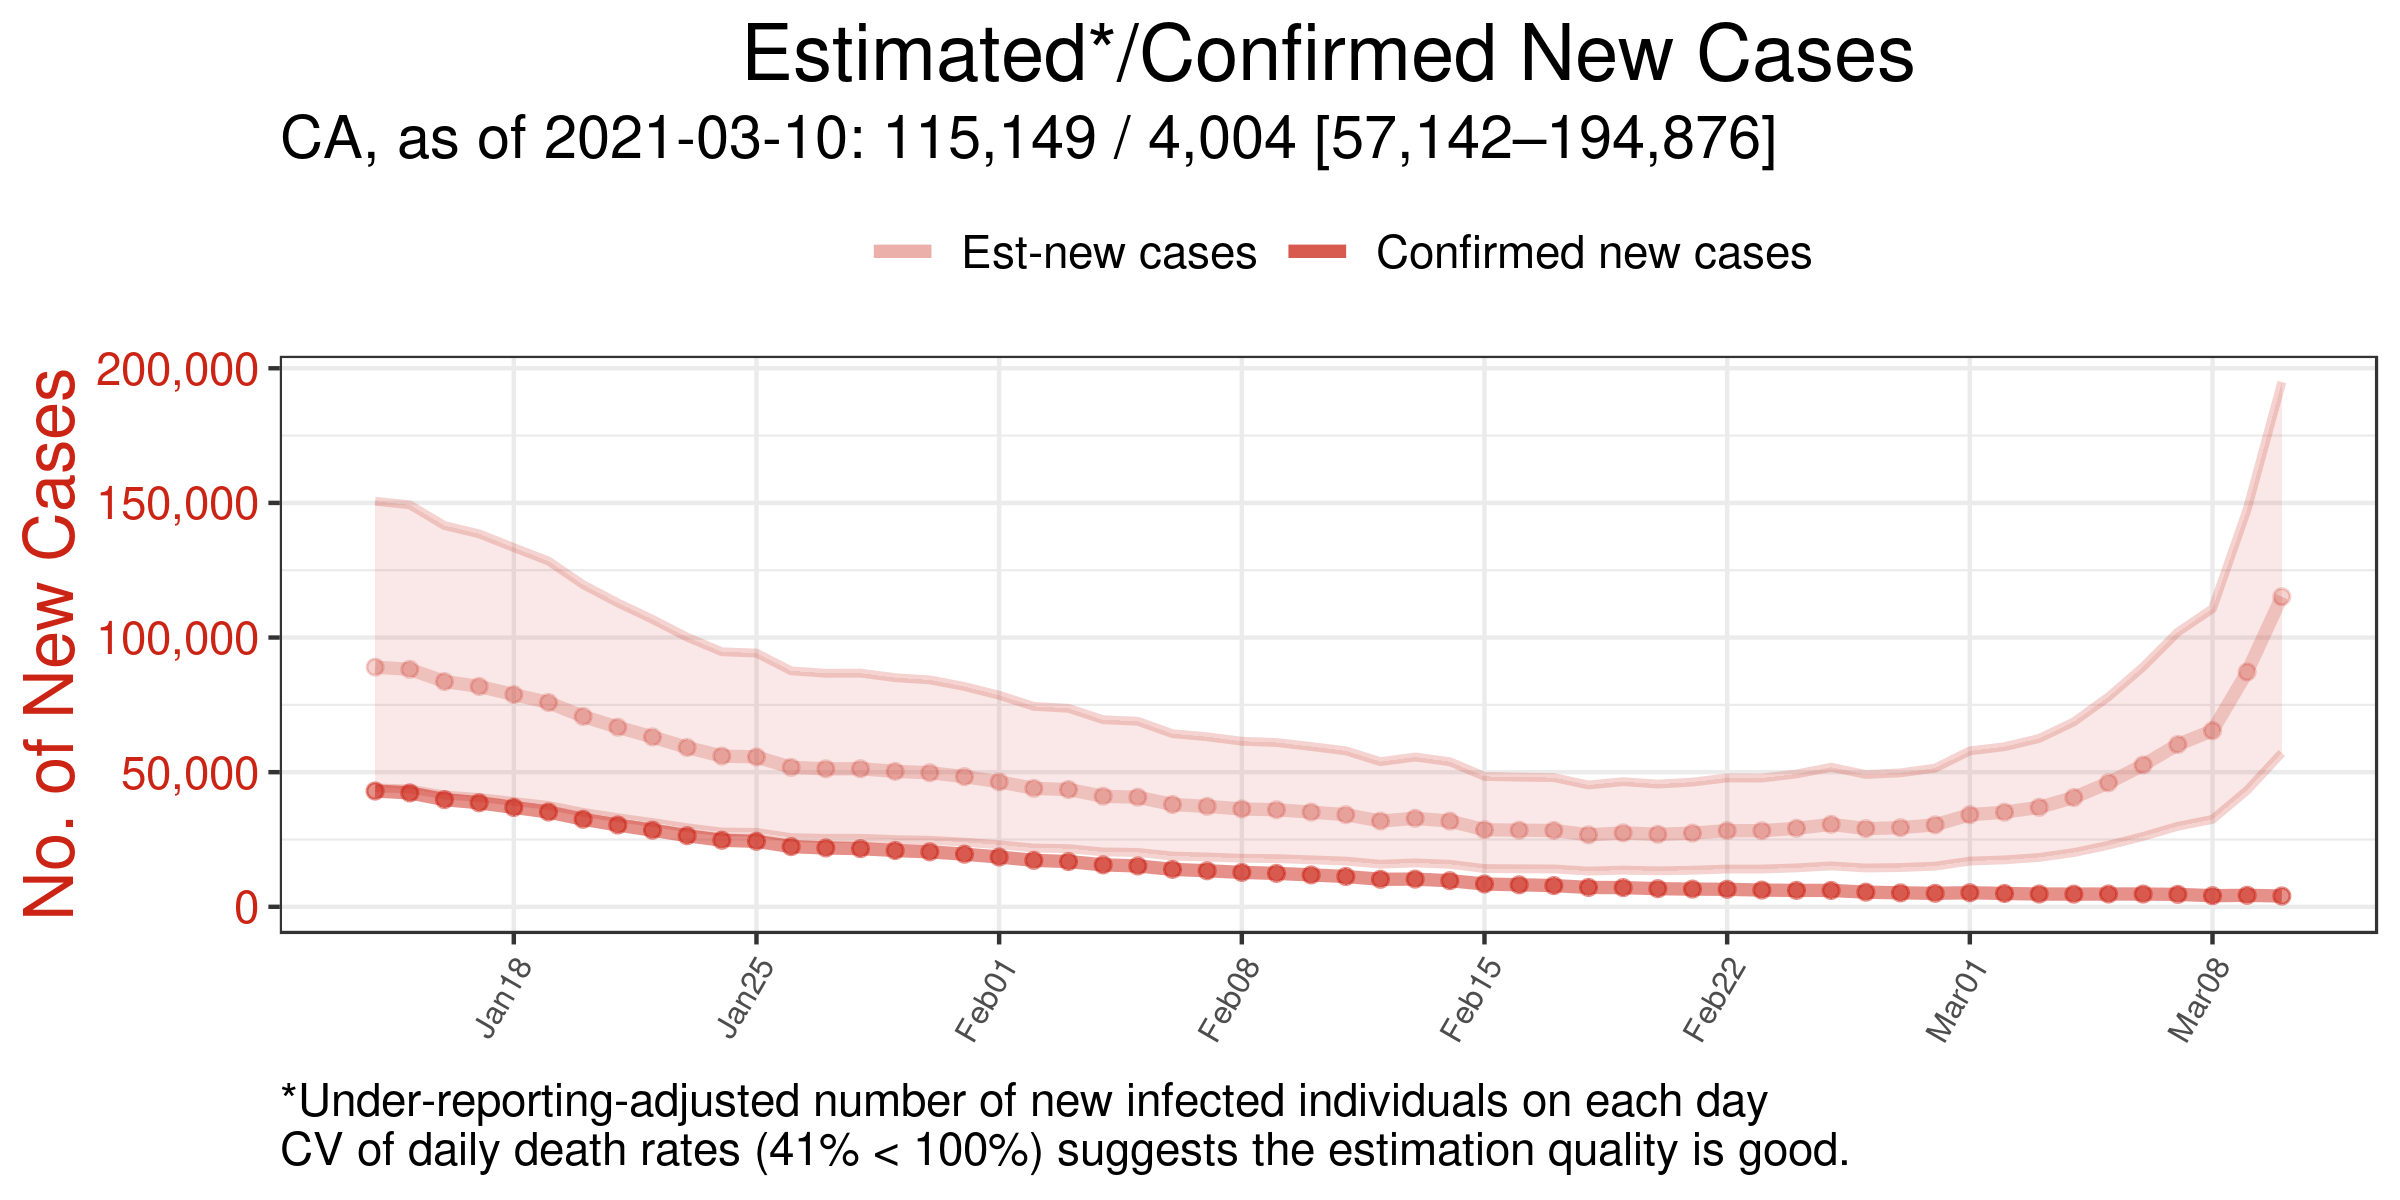 Estimated*/Confirmed New Cases
CA, as of 2021-03-10: 115,149 / 4,004 [57,142–194,876]
Est-new cases
Confirmed new cases
No. of New Cases
200,000
150,000
100,000
50,000
0
Jan18
Jan25
Feb01
Feb08
Feb15
Feb22
Mar01
Mar08
*Under-reporting-adjusted number of new infected individuals on each day
CV of daily death rates (41% < 100%) suggests the estimation quality is good.